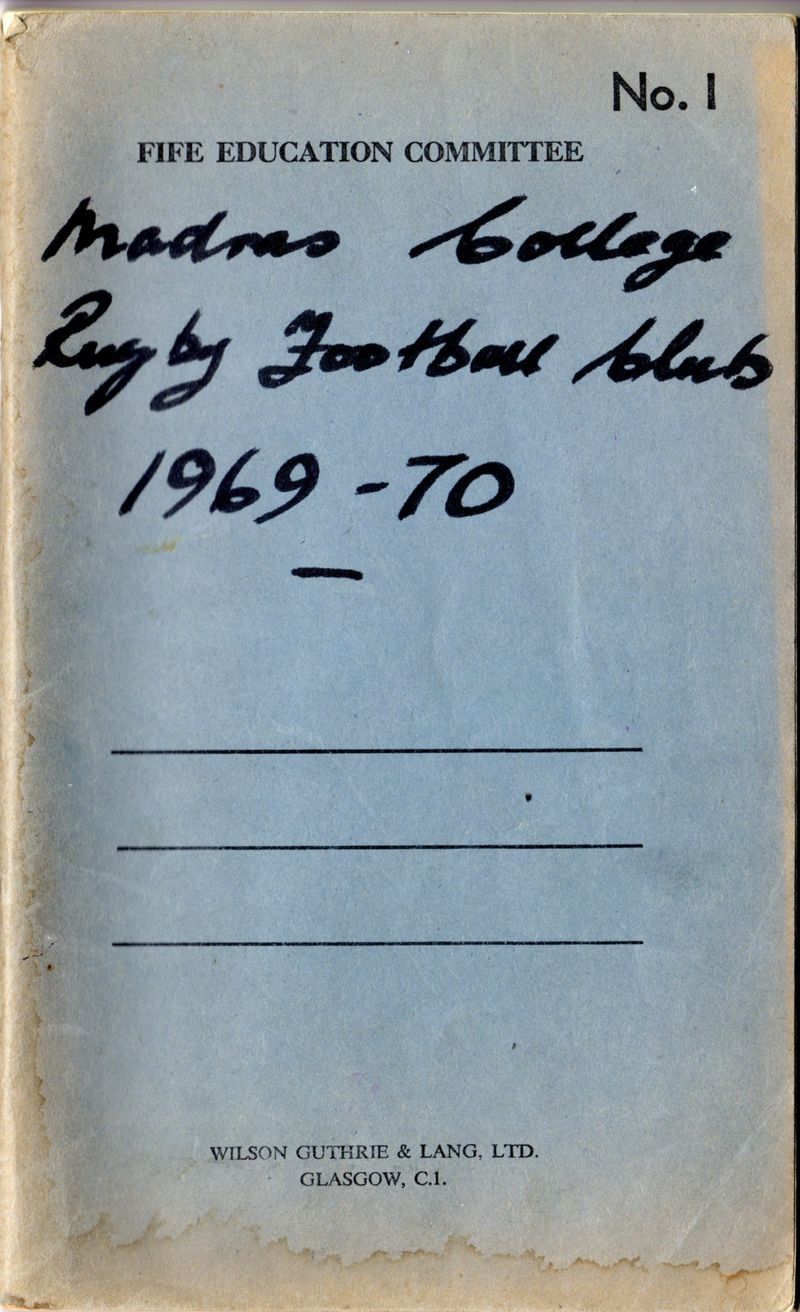 No. 1
FIFE EDUCATION COMMITTEE
Madras College
Rugby Football Club
1969 - 70
WILSON GUTHRIE & LANG, LTD.
GLASGOW, C.1.